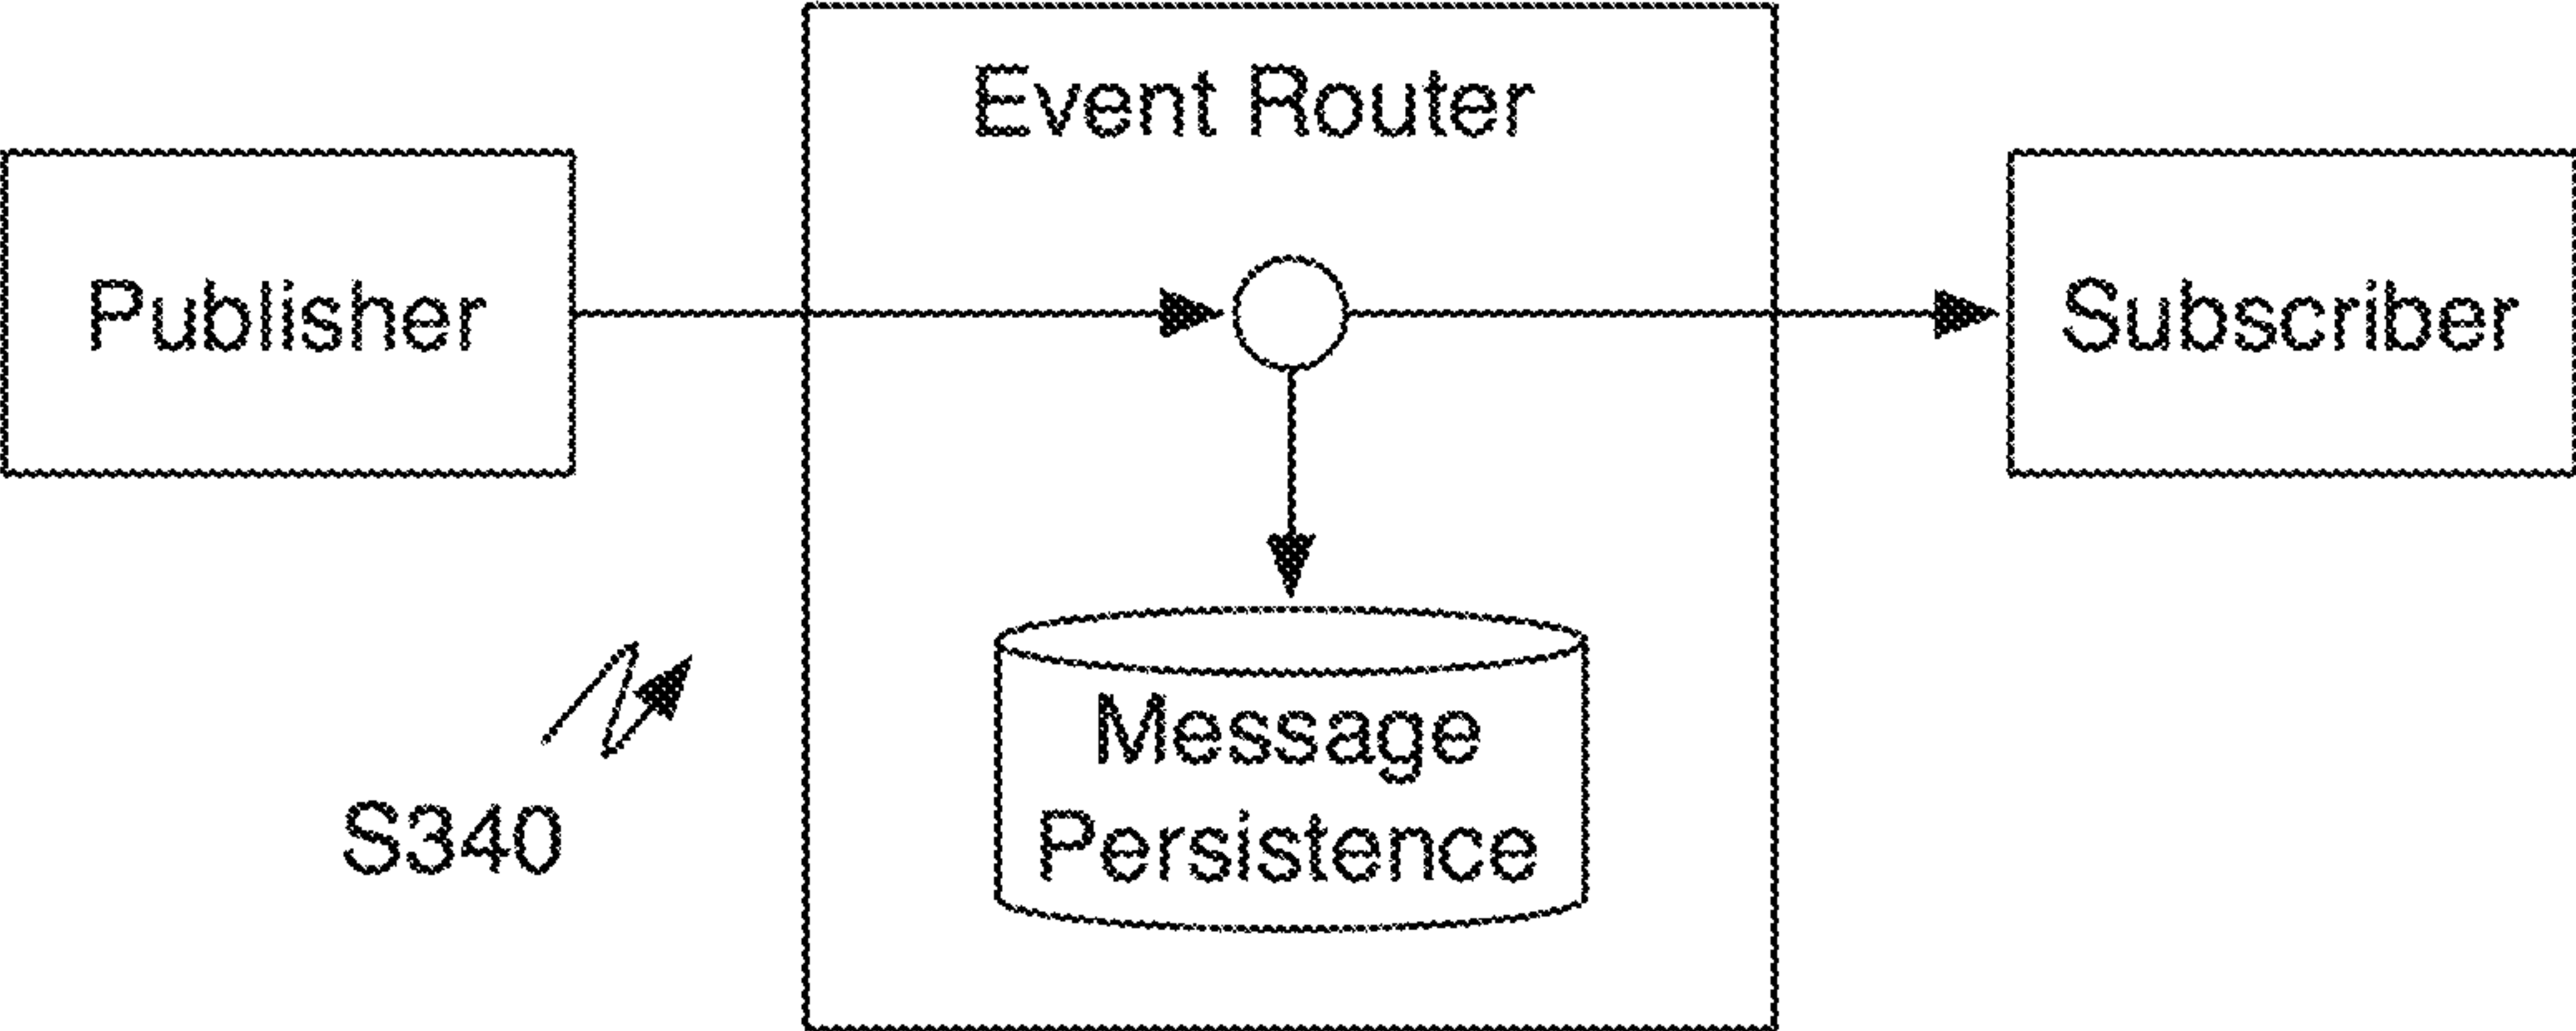 Event Router
Publisher
Subscriber
Message
Persistence
S340